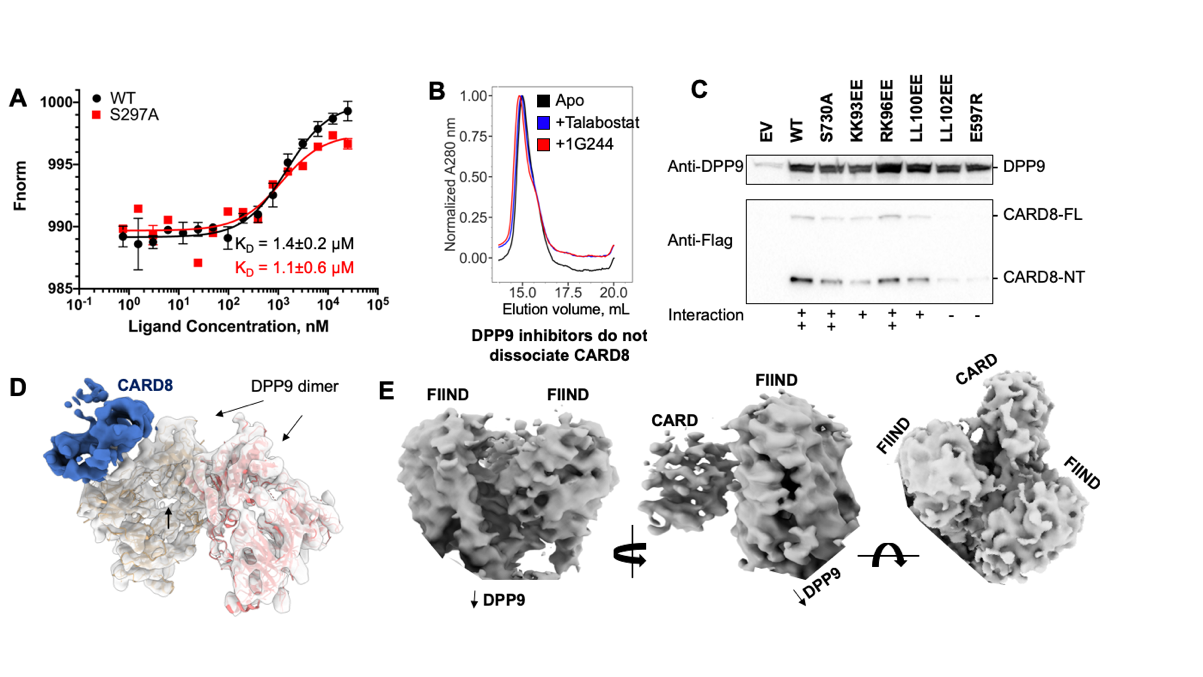 A
WT
S297A
1000
995
990
985
Fnorm
K_D = 1.4±0.2 µM
K_D = 1.1±0.6 µM
10^-1 10^0 10^1 10^2 10^3 10^4 10^5
Ligand Concentration, nM
B
Apo
+Talabostat
+1G244
1.00
0.75
0.50
0.25
0.00
Normalized A280 nm
15.0 17.5 20.0
Elution volume, mL
DPP9 inhibitors do not
dissociate CARD8
C
EV
WT
S730A
KK93EE
RK96EE
LL100EE
LL102EE
E597R
Anti-DPP9
DPP9
Anti-Flag
CARD8-FL
CARD8-NT
Interaction + + + + + - -
+ + +
D
CARD8
DPP9 dimer
E
FIIND FIIND
↓ DPP9
CARD
FIIND
↓ DPP9
CARD
FIIND
FIIND